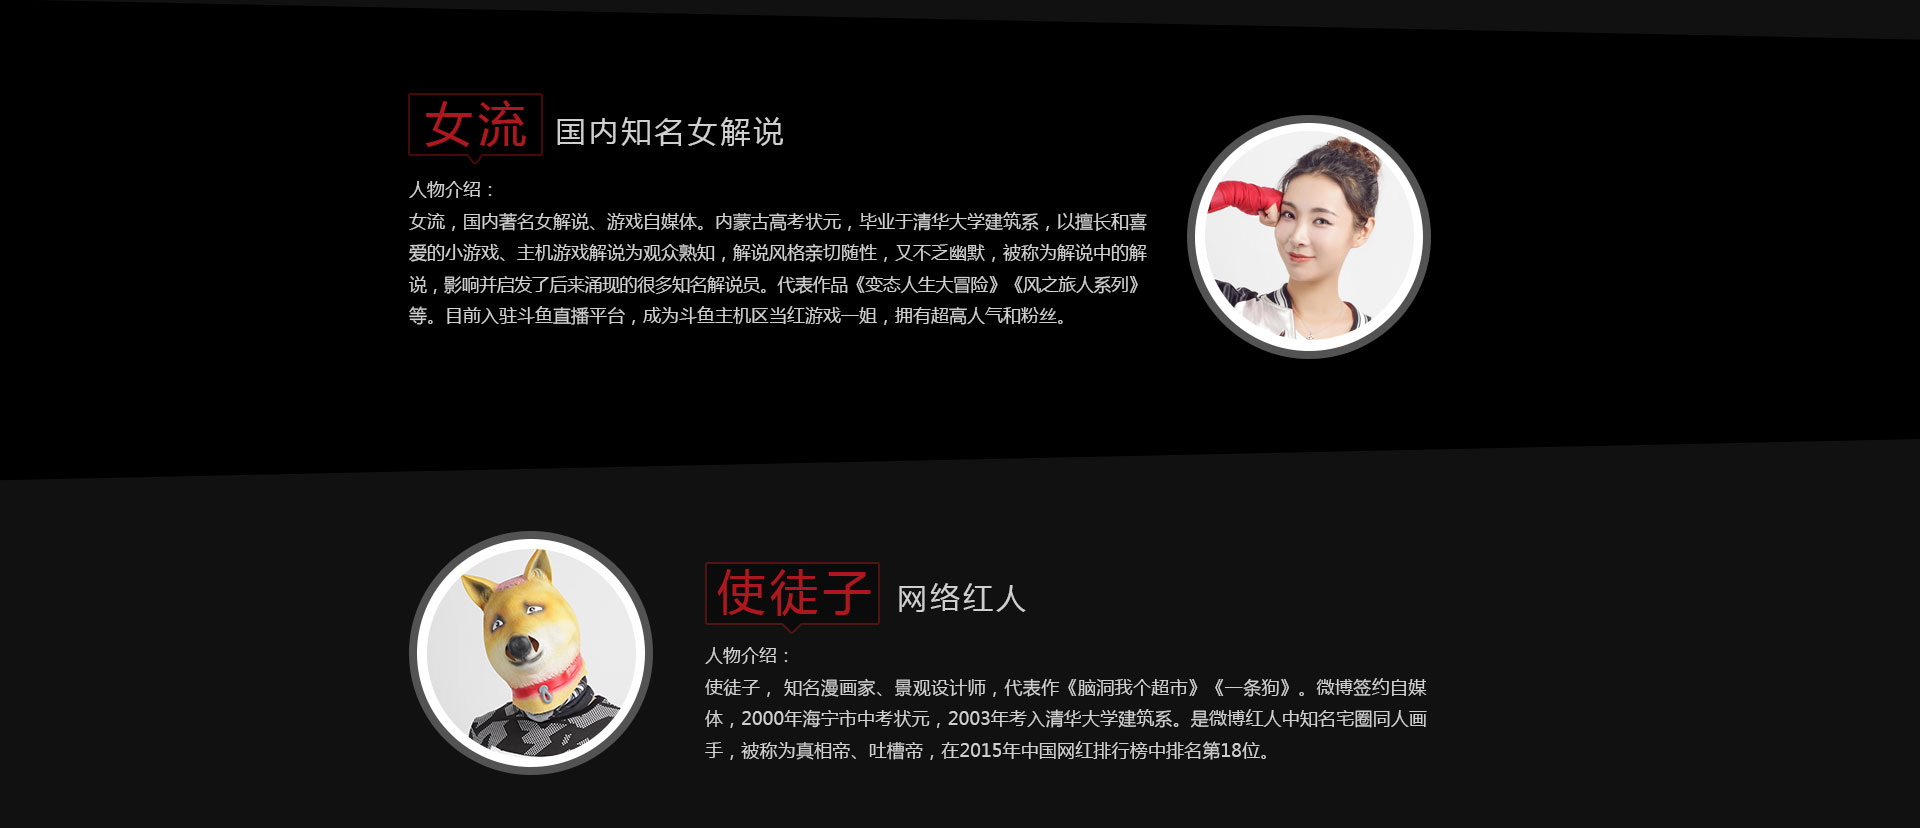 女流 国内知名女解说
人物介绍：
女流，国内著名女解说、游戏自媒体。内蒙古高考状元，毕业于清华大学建筑系，以擅长和喜
爱的小游戏、主机游戏解说为观众熟知，解说风格亲切随性，又不乏幽默，被称为解说中的解
说，影响并启发了后来涌现的很多知名解说员。代表作品《变态人生大冒险》《风之旅人系列》
等。目前入驻斗鱼直播平台，成为斗鱼主机区当红游戏一姐，拥有超高人气和粉丝。
使徒子 网络红人
人物介绍：
使徒子， 知名漫画家、景观设计师，代表作《脑洞我个超市》《一条狗》。微博签约自媒
体，2000年海宁市中考状元，2003年考入清华大学建筑系。是微博红人中知名宅圈同人画
手，被称为真相帝、吐槽帝，在2015年中国网红排行榜中排名第18位。